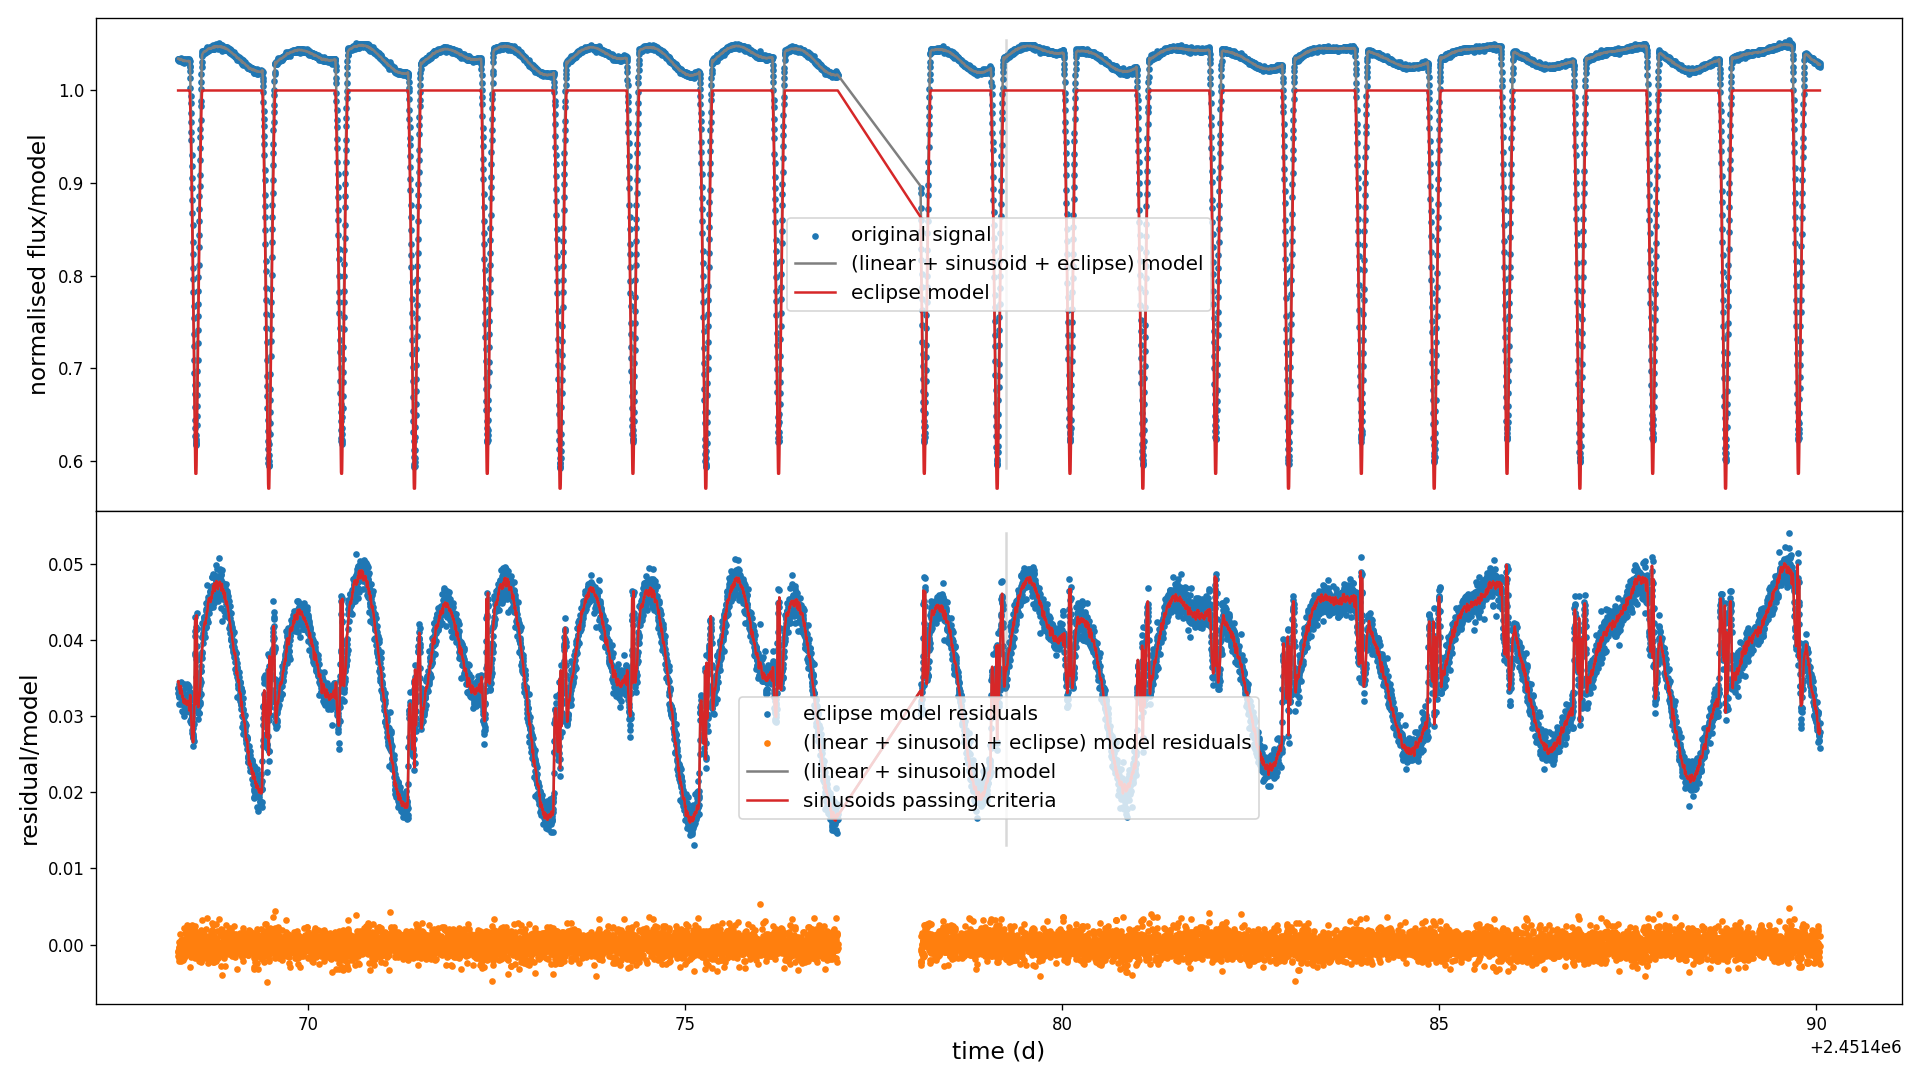 normalised flux/model
1.0
0.9
0.8
0.7
0.6
original signal
(linear + sinusoid + eclipse) model
eclipse model
residual/model
0.05
0.04
0.03
0.02
0.01
0.00
eclipse model residuals
(linear + sinusoid + eclipse) model residuals
(linear + sinusoid) model
sinusoids passing criteria
70
75
80
85
90
time (d)
+2.4514e6